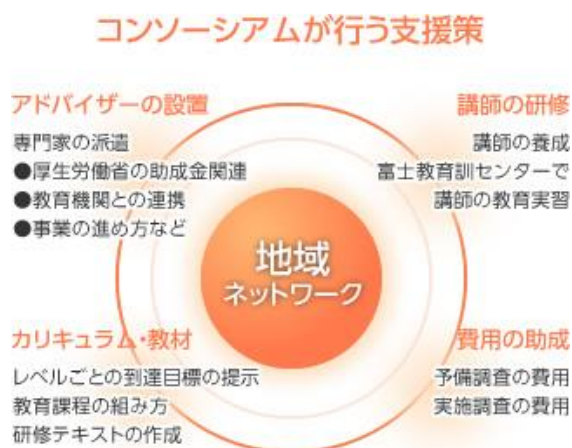 コンソーシアムが行う支援策
アドバイザーの設置
専門家の派遣
●厚生労働省の助成金関連
●教育機関との連携
●事業の進め方など
講師の研修
講師の養成
富士教育訓センターで
講師の教育実習
地域
ネットワーク
カリキュラム・教材
レベルごとの到達目標の提示
教育課程の組み方
研修テキストの作成
費用の助成
予備調査の費用
実施調査の費用